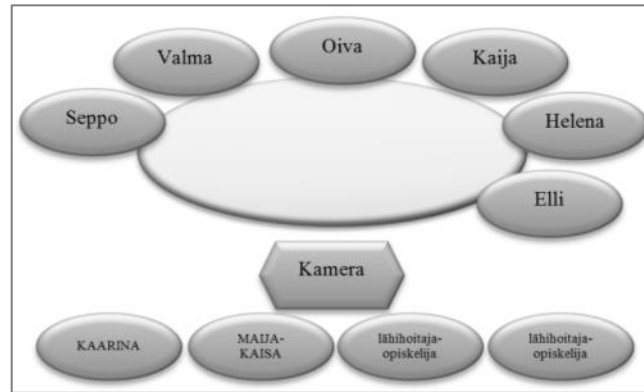 Oiva
Valma
Kaija
Seppo
Helena
Elli
Kamera
KAARINA
MAIJA-
KAISA
lähihoitaja-
opiskelija
lähihoitaja-
opiskelija